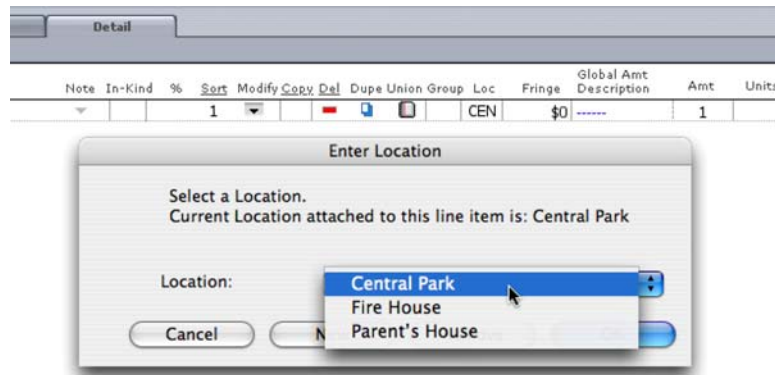 Detail
Global Amt
Note In-Kind % Sort Modify Copy Del Dupe Union Group Loc Fringe Description Amt Units
1 CEN $0 ------ 1
Enter Location
Select a Location.
Current Location attached to this line item is: Central Park
Location:
Central Park
Fire House
Parent's House
Cancel